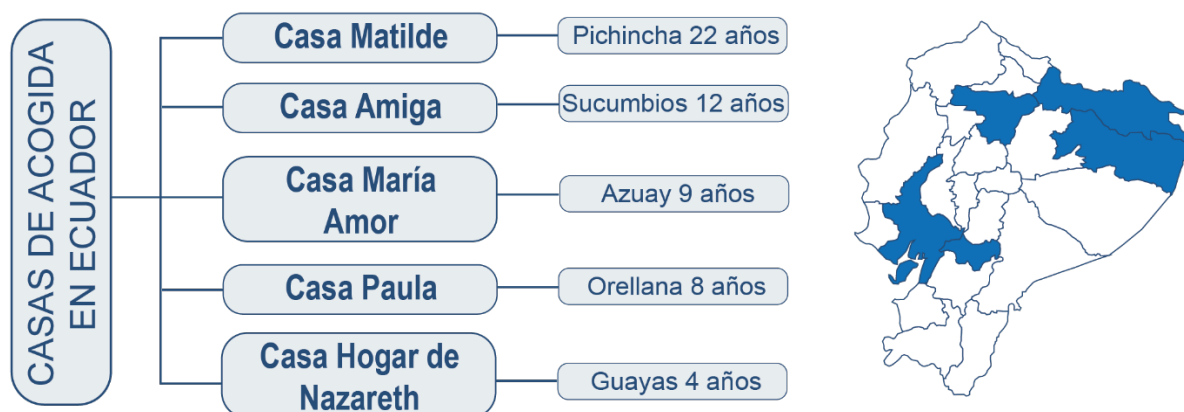 CASAS DE ACOGIDA
EN ECUADOR
Casa Matilde
Pichincha 22 años
Casa Amiga
Sucumbios 12 años
Casa María
Amor
Azuay 9 años
Casa Paula
Orellana 8 años
Casa Hogar de
Nazareth
Guayas 4 años